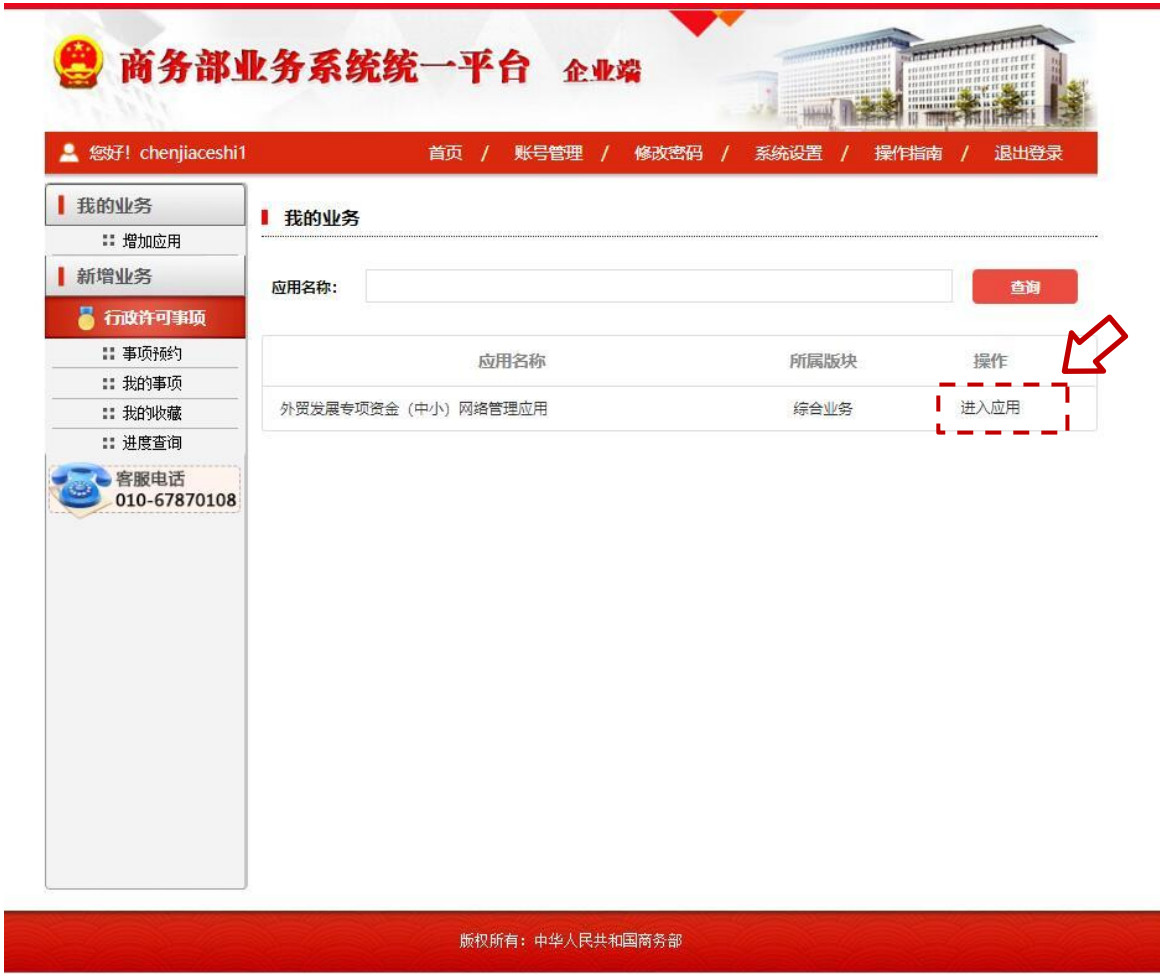 商务部业务系统统一平台 企业端
您好！chenjiaceshi1
首页 / 账号管理 / 修改密码 / 系统设置 / 操作指南 / 退出登录
我的业务
增加应用
新增业务
行政许可事项
事项预约
我的事项
我的收藏
进度查询
客服电话
010-67870108
我的业务
应用名称： 查询
应用名称 所属版块 操作
外贸发展专项资金（中小）网络管理应用 综合业务 进入应用
版权所有：中华人民共和国商务部